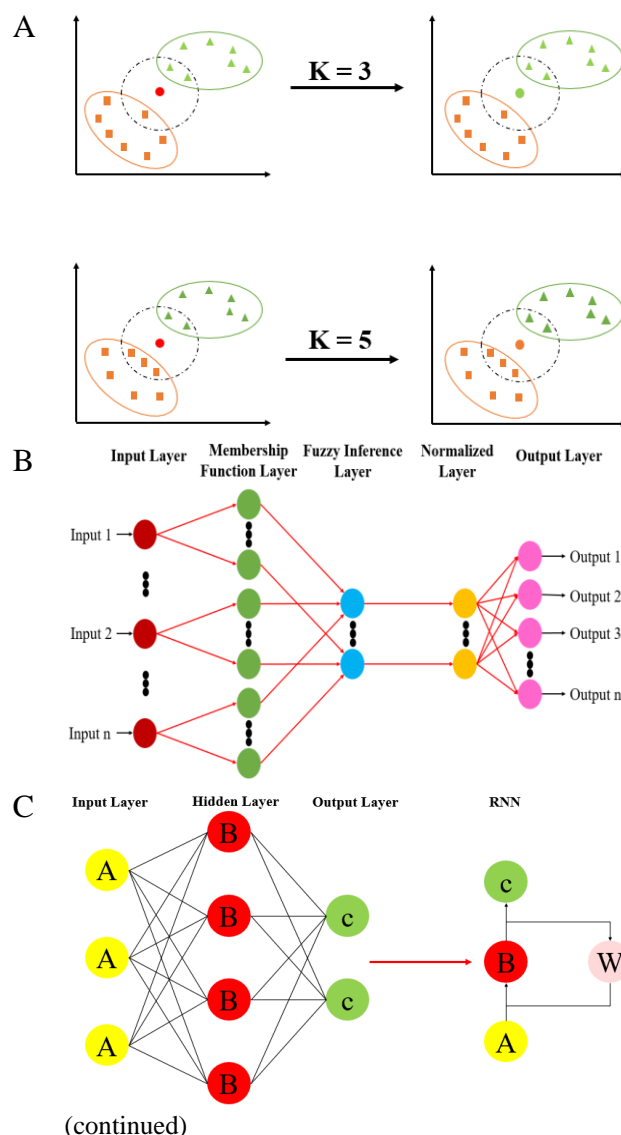 A
K = 3
K = 5
B
Input Layer
Membership
Function Layer
Fuzzy Inference
Layer
Normalized
Layer
Output Layer
Input 1
Input 2
Input n
Output 1
Output 2
Output 3
Output n
C
Input Layer
Hidden Layer
Output Layer
RNN
A
A
A
B
B
B
B
c
c
c
B
W
A
(continued)